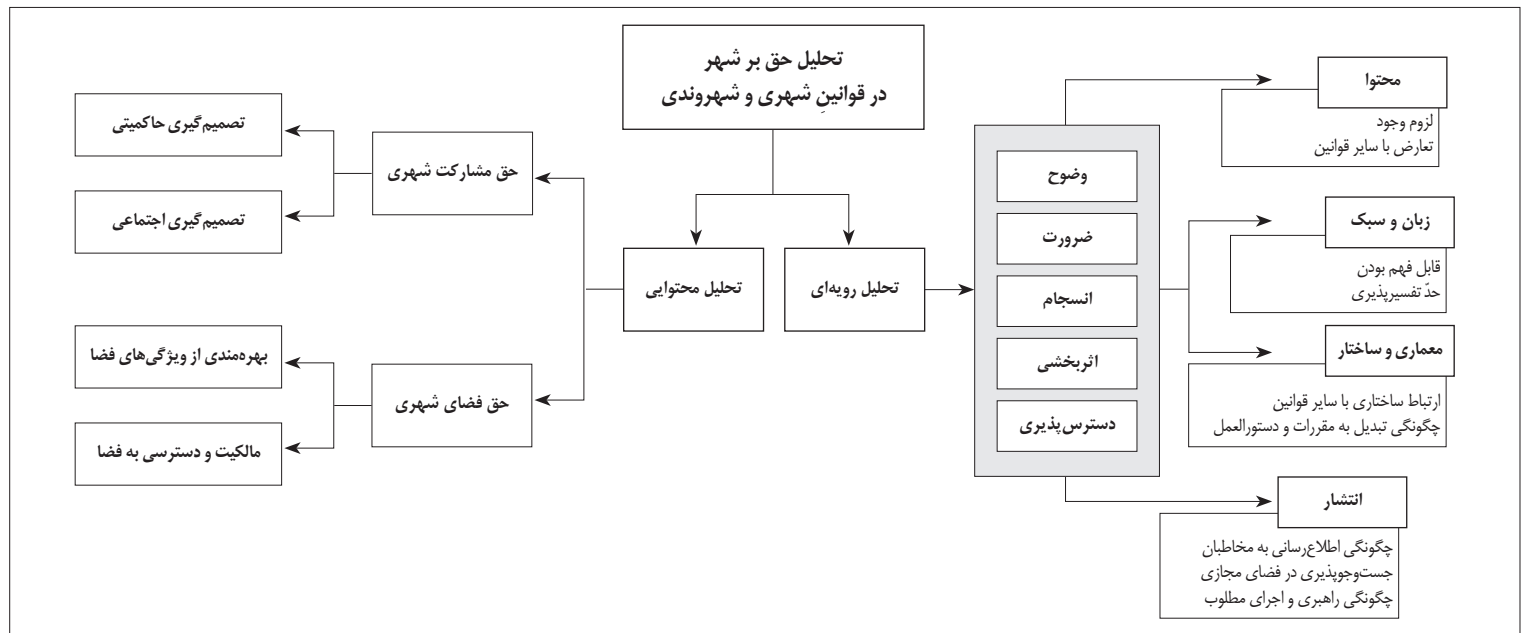 تحلیل حق بر شهر
در قوانینِ شهری و شهروندی
تحلیل رویه‌ای
تحلیل محتوایی
وضوح
ضرورت
انسجام
اثربخشی
دسترس‌پذیری
محتوا
لزوم وجود
تعارض با سایر قوانین
زبان و سبک
قابل فهم بودن
حدّ تفسیرپذیری
معماری و ساختار
ارتباط ساختاری با سایر قوانین
چگونگی تبدیل به مقررات و دستورالعمل
انتشار
چگونگی اطلاع‌رسانی به مخاطبان
جست‌وجوپذیری در فضای مجازی
چگونگی راهبری و اجرای مطلوب
حق مشارکت شهری
تصمیم‌گیری حاکمیتی
تصمیم‌گیری اجتماعی
حق فضای شهری
بهره‌مندی از ویژگی‌های فضا
مالکیت و دسترسی به فضا